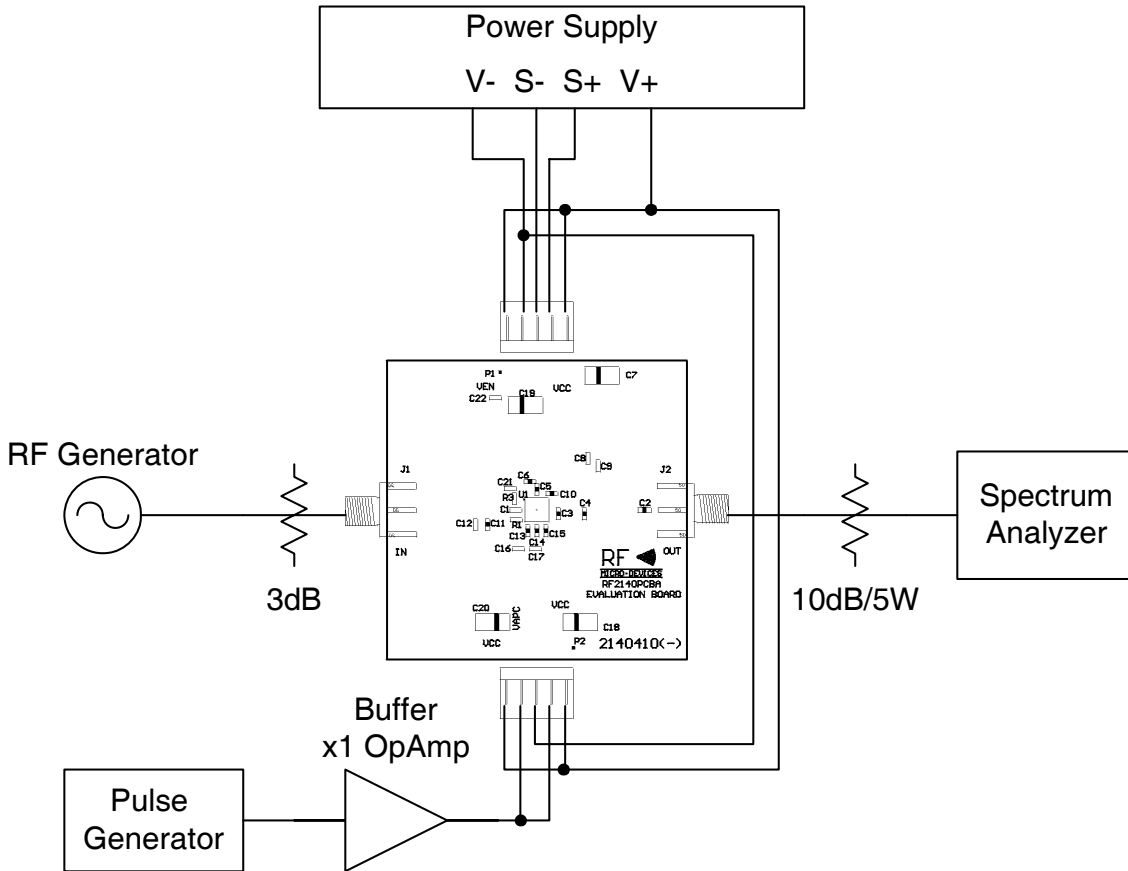 Power Supply
V- S- S+ V+
P1
VEN
C22
C19
VCC
C7
RF Generator
3dB
J1
IN
C8
C9
C6
C5
C21
C10
R3
U1
C1
C3
C4
C12
C11
R1
C13
C14
C15
C16
C17
J2
C2
OUT
RF
MICRO-DEVICES
RF2140PCBA
EVALUATION BOARD
10dB/5W
Spectrum
Analyzer
C20
VAPC
VCC
VCC
C18
P2
2140410(-)
Buffer
x1 OpAmp
Pulse
Generator